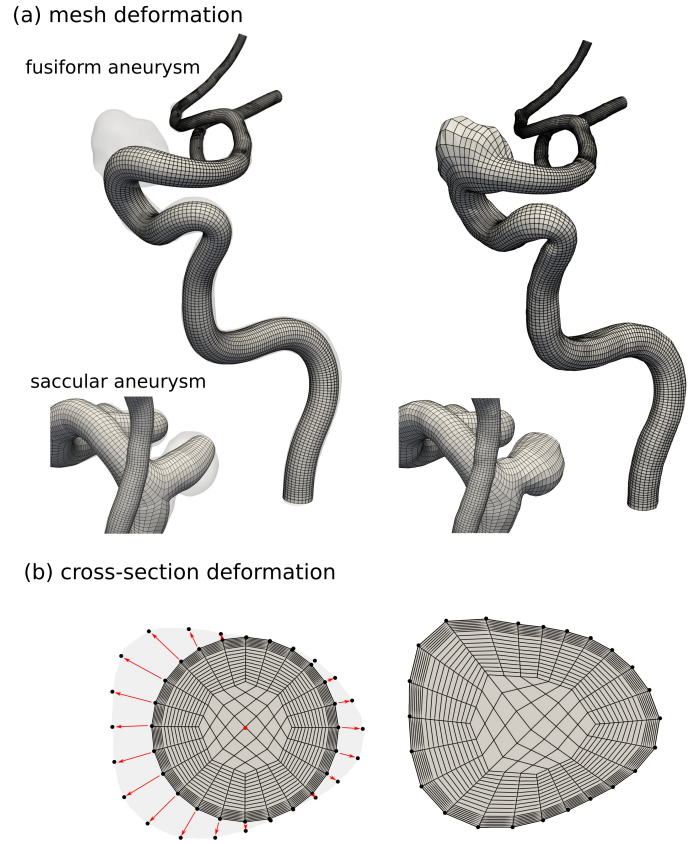 (a) mesh deformation
fusiform aneurysm
saccular aneurysm
(b) cross-section deformation